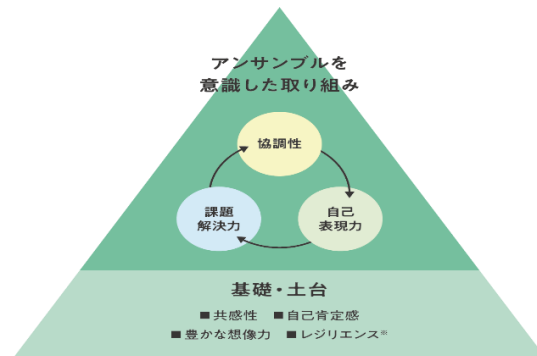 アンサンブルを
意識した取り組み
協調性
課題
解決力
自己
表現力
基礎・土台
■共感性 ■自己肯定感
■豊かな想像力 ■レジリエンス※